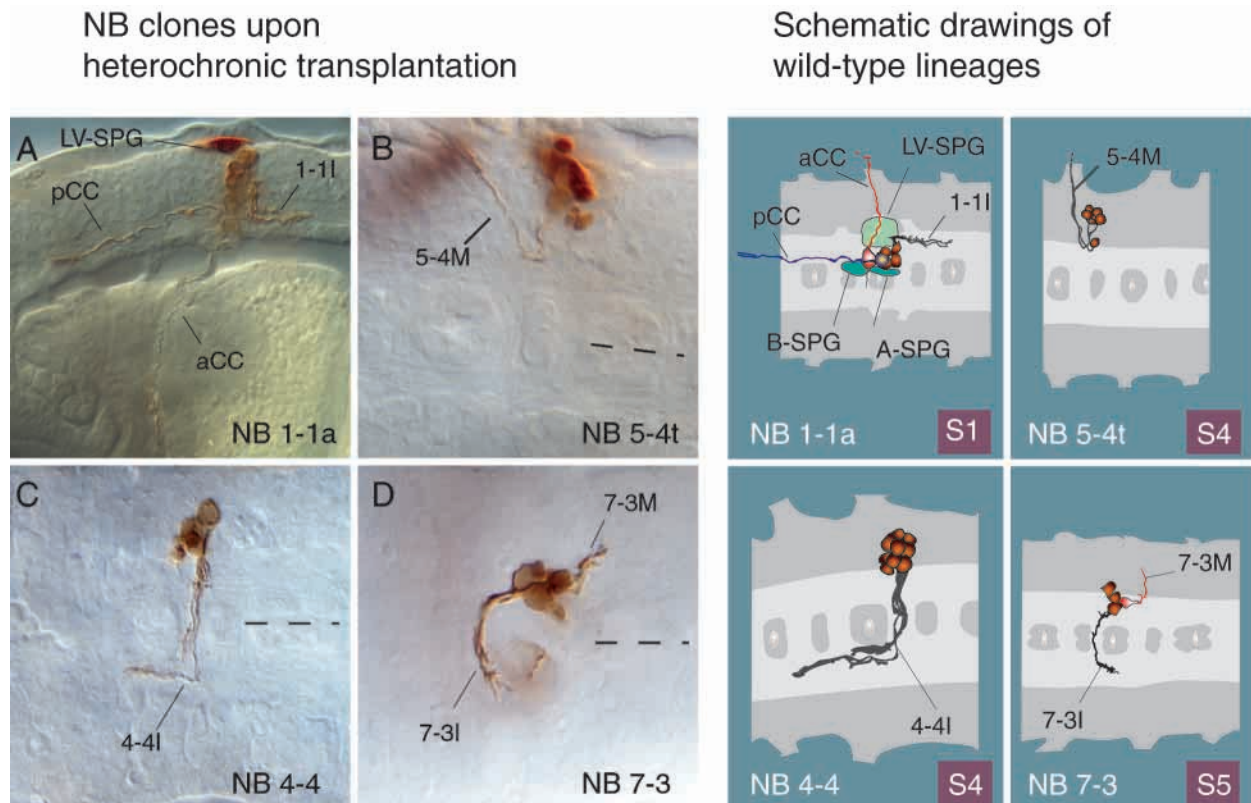 NB clones upon
heterochronic transplantation
Schematic drawings of
wild-type lineages
A
LV-SPG
1-1I
pCC
aCC
NB 1-1a
B
5-4M
NB 5-4t
aCC
LV-SPG
1-1I
pCC
B-SPG
A-SPG
NB 1-1a
S1
5-4M
NB 5-4t
S4
C
4-4I
NB 4-4
D
7-3M
7-3I
NB 7-3
4-4I
NB 4-4
S4
7-3M
7-3I
NB 7-3
S5